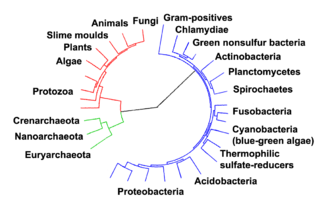 Fungi
Animals
Slime moulds
Plants
Algae
Protozoa
Crenarchaeota
Nanoarchaeota
Euryarchaeota
Gram-positives
Chlamydiae
Green nonsulfur bacteria
Actinobacteria
Planctomycetes
Spirochaetes
Fusobacteria
Cyanobacteria
(blue-green algae)
Thermophilic
sulfate-reducers
Acidobacteria
Proteobacteria